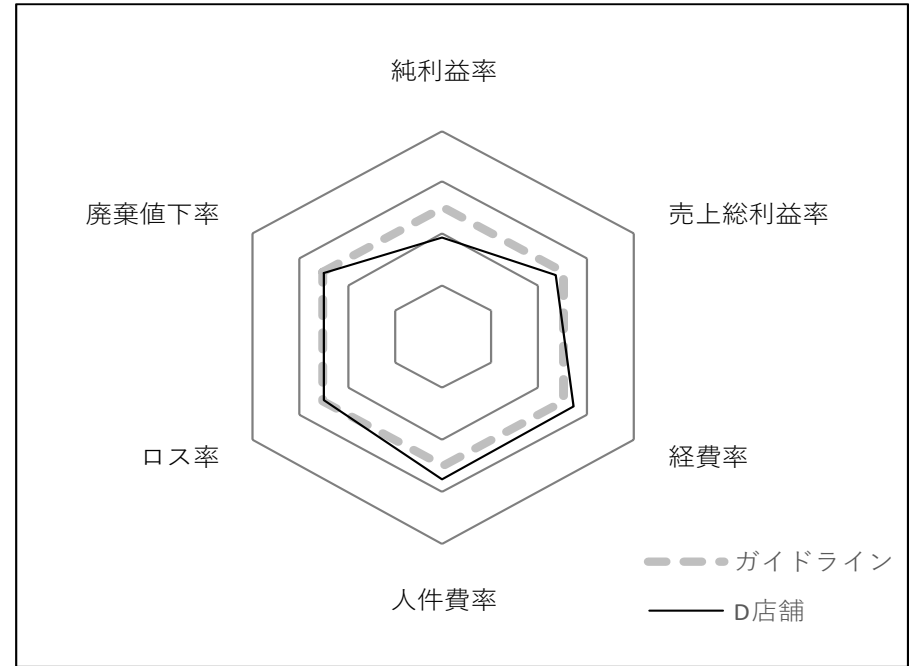 純利益率
廃棄値下率
売上総利益率
ロス率
経費率
人件費率
ガイドライン
D店舗